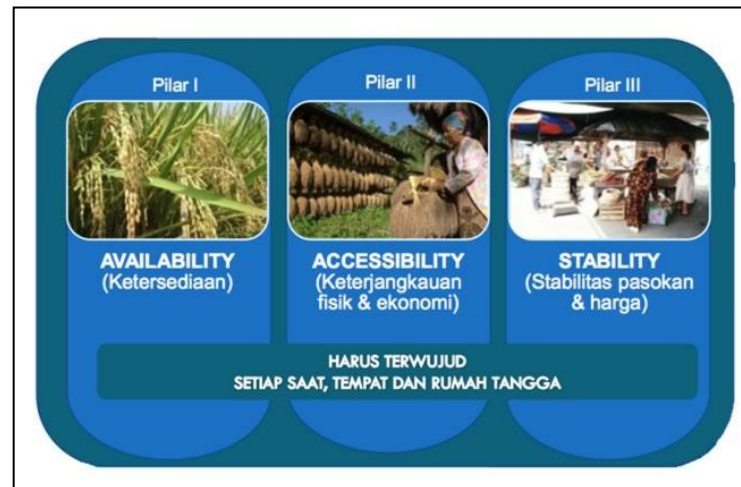 Pilar I
AVAILABILITY
(Ketersediaan)
Pilar II
ACCESSIBILITY
(Keterjangkauan
fisik & ekonomi)
Pilar III
STABILITY
(Stabilitas pasokan
& harga)
HARUS TERWUJUD
SETIAP SAAT, TEMPAT DAN RUMAH TANGGA